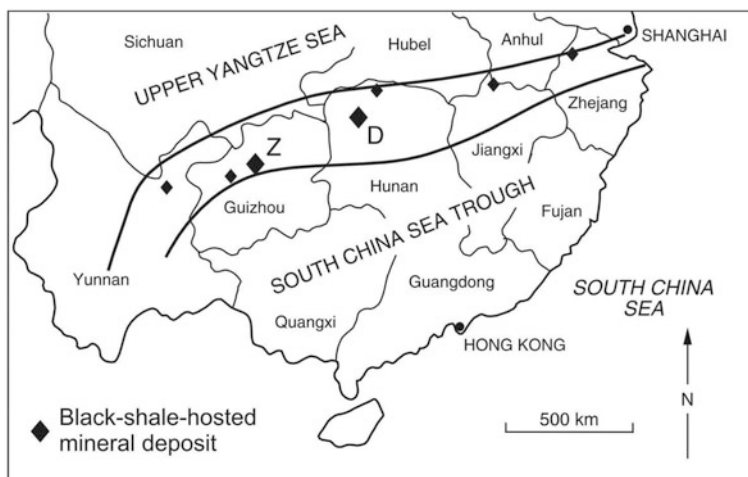 Sichuan
Hubel
Anhul
SHANGHAI
UPPER YANGTZE SEA
Zhejang
Z
D
Jiangxi
Hunan
Guizhou
Fujan
SOUTH CHINA SEA TROUGH
Yunnan
Guangdong
SOUTH CHINA
SEA
Quangxi
HONG KONG
N
Black-shale-hosted
mineral deposit
500 km